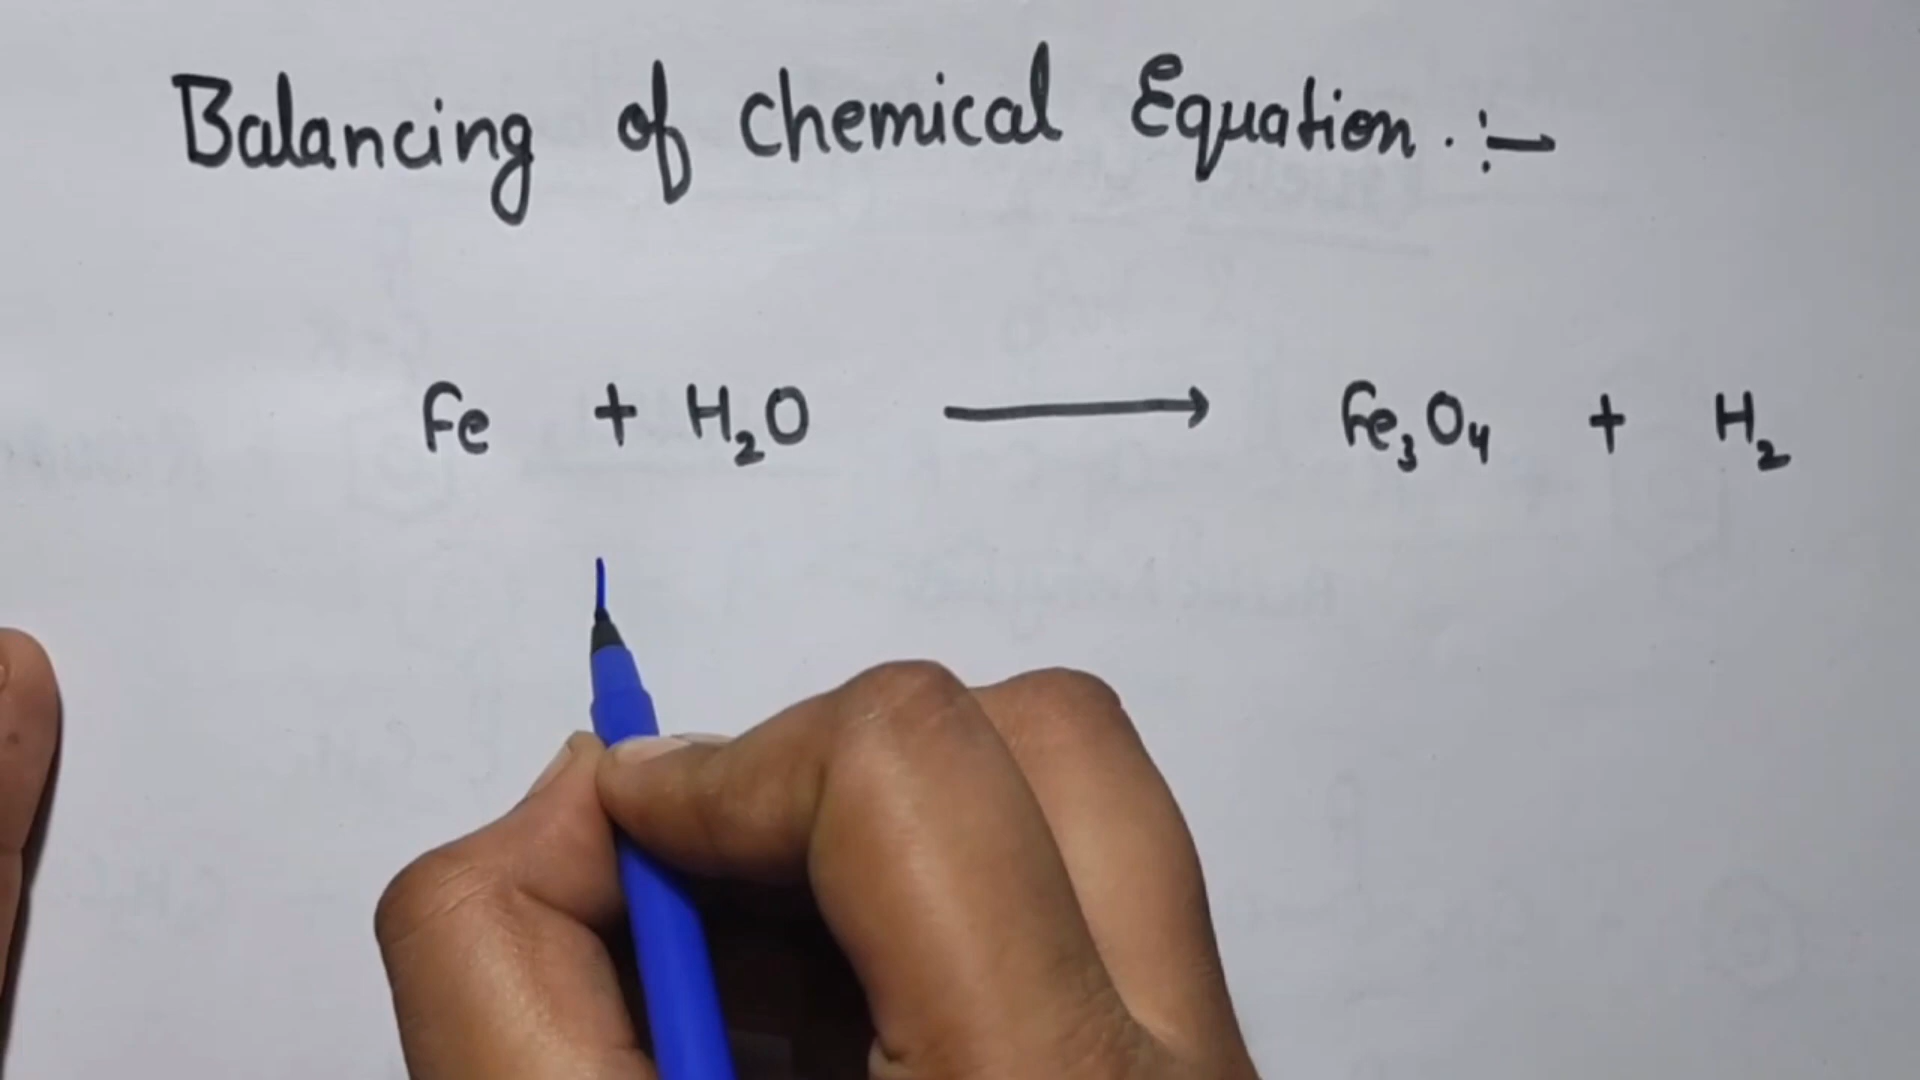 Balancing of chemical Equation. :-
Fe + H₂O ⟶ Fe₃O₄ + H₂